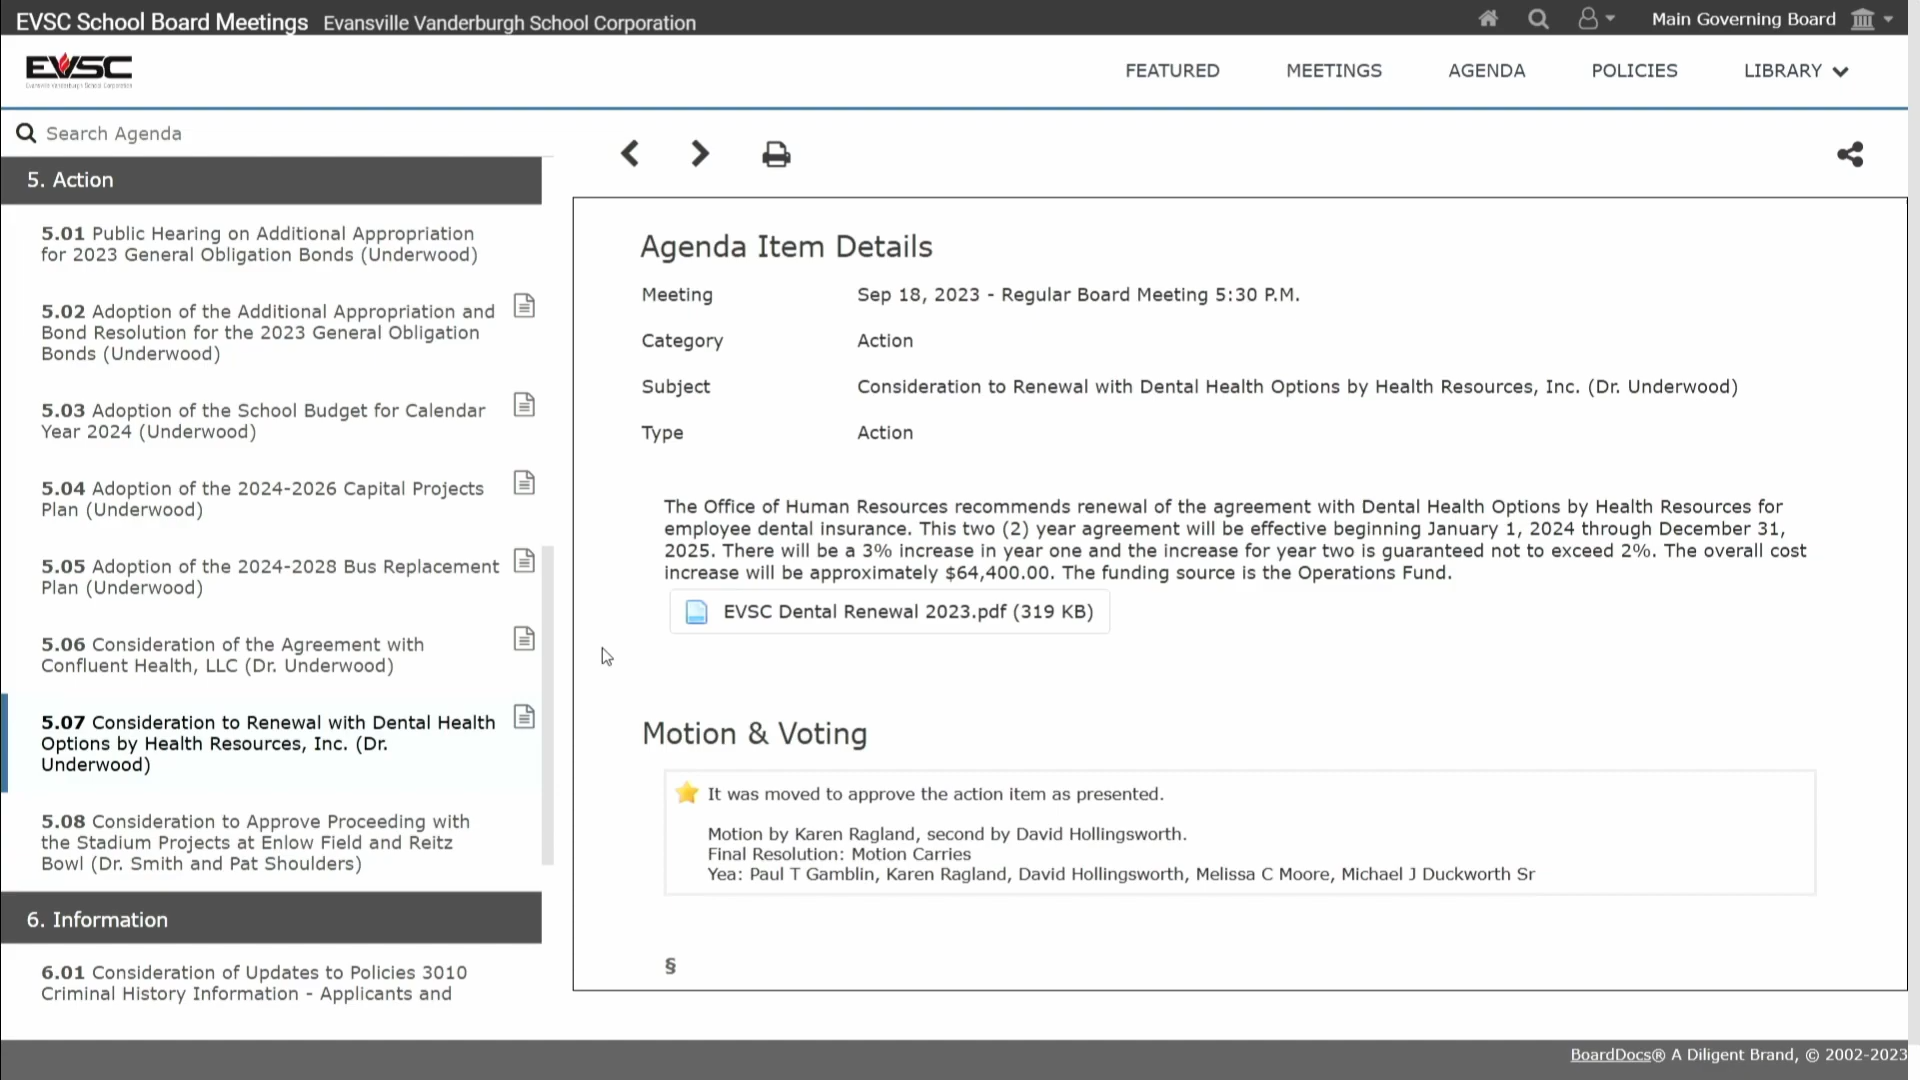 EVSC School Board Meetings Evansville Vanderburgh School Corporation
Main Governing Board
EVSC
Evansville Vanderburgh School Corporation
FEATURED MEETINGS AGENDA POLICIES LIBRARY
Search Agenda
5. Action
5.01 Public Hearing on Additional Appropriation
for 2023 General Obligation Bonds (Underwood)
5.02 Adoption of the Additional Appropriation and
Bond Resolution for the 2023 General Obligation
Bonds (Underwood)
5.03 Adoption of the School Budget for Calendar
Year 2024 (Underwood)
5.04 Adoption of the 2024-2026 Capital Projects
Plan (Underwood)
5.05 Adoption of the 2024-2028 Bus Replacement
Plan (Underwood)
5.06 Consideration of the Agreement with
Confluent Health, LLC (Dr. Underwood)
5.07 Consideration to Renewal with Dental Health
Options by Health Resources, Inc. (Dr.
Underwood)
5.08 Consideration to Approve Proceeding with
the Stadium Projects at Enlow Field and Reitz
Bowl (Dr. Smith and Pat Shoulders)
6. Information
6.01 Consideration of Updates to Policies 3010
Criminal History Information - Applicants and
Agenda Item Details
Meeting Sep 18, 2023 - Regular Board Meeting 5:30 P.M.
Category Action
Subject Consideration to Renewal with Dental Health Options by Health Resources, Inc. (Dr. Underwood)
Type Action
The Office of Human Resources recommends renewal of the agreement with Dental Health Options by Health Resources for
employee dental insurance. This two (2) year agreement will be effective beginning January 1, 2024 through December 31,
2025. There will be a 3% increase in year one and the increase for year two is guaranteed not to exceed 2%. The overall cost
increase will be approximately $64,400.00. The funding source is the Operations Fund.
EVSC Dental Renewal 2023.pdf (319 KB)
Motion & Voting
It was moved to approve the action item as presented.
Motion by Karen Ragland, second by David Hollingsworth.
Final Resolution: Motion Carries
Yea: Paul T Gamblin, Karen Ragland, David Hollingsworth, Melissa C Moore, Michael J Duckworth Sr
§
BoardDocs® A Diligent Brand, © 2002-2023